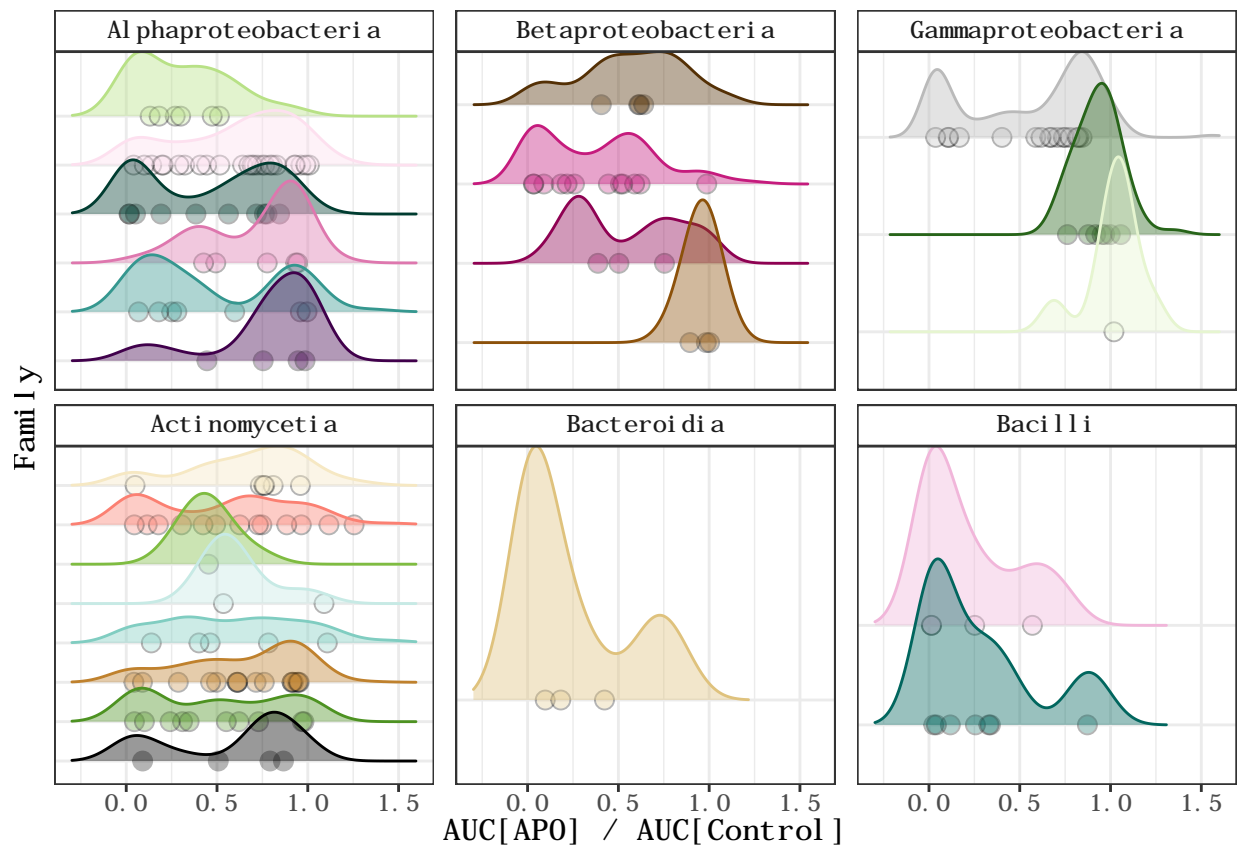 Alphaproteobacteria
Betaproteobacteria
Gammaproteobacteria
Family
Actinomycetia
Bacteroidia
Bacilli
0.0 0.5 1.0 1.5
0.0 0.5 1.0 1.5
0.0 0.5 1.0 1.5
AUC[APO] / AUC[Control]